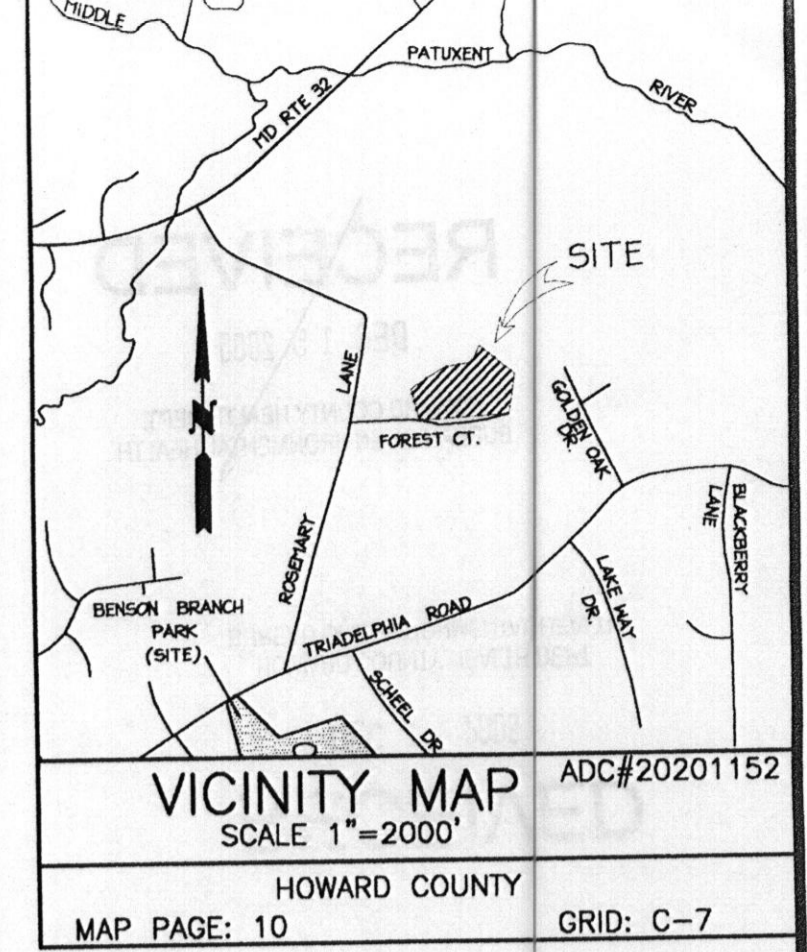 MIDDLE
PATUXENT
RIVER
MD RTE 32
RECEIVED
SITE
LANE
GOLDEN OAK
DR.
FOREST CT.
BLACKBERRY
LANE
ROSEMARY
LAKE WAY
DR
BENSON BRANCH
PARK
(SITE)
TRIADELPHIA ROAD
SCHEEL DR
N
VICINITY MAP
ADC#20201152
SCALE 1"=2000'
HOWARD COUNTY
MAP PAGE: 10
GRID: C-7